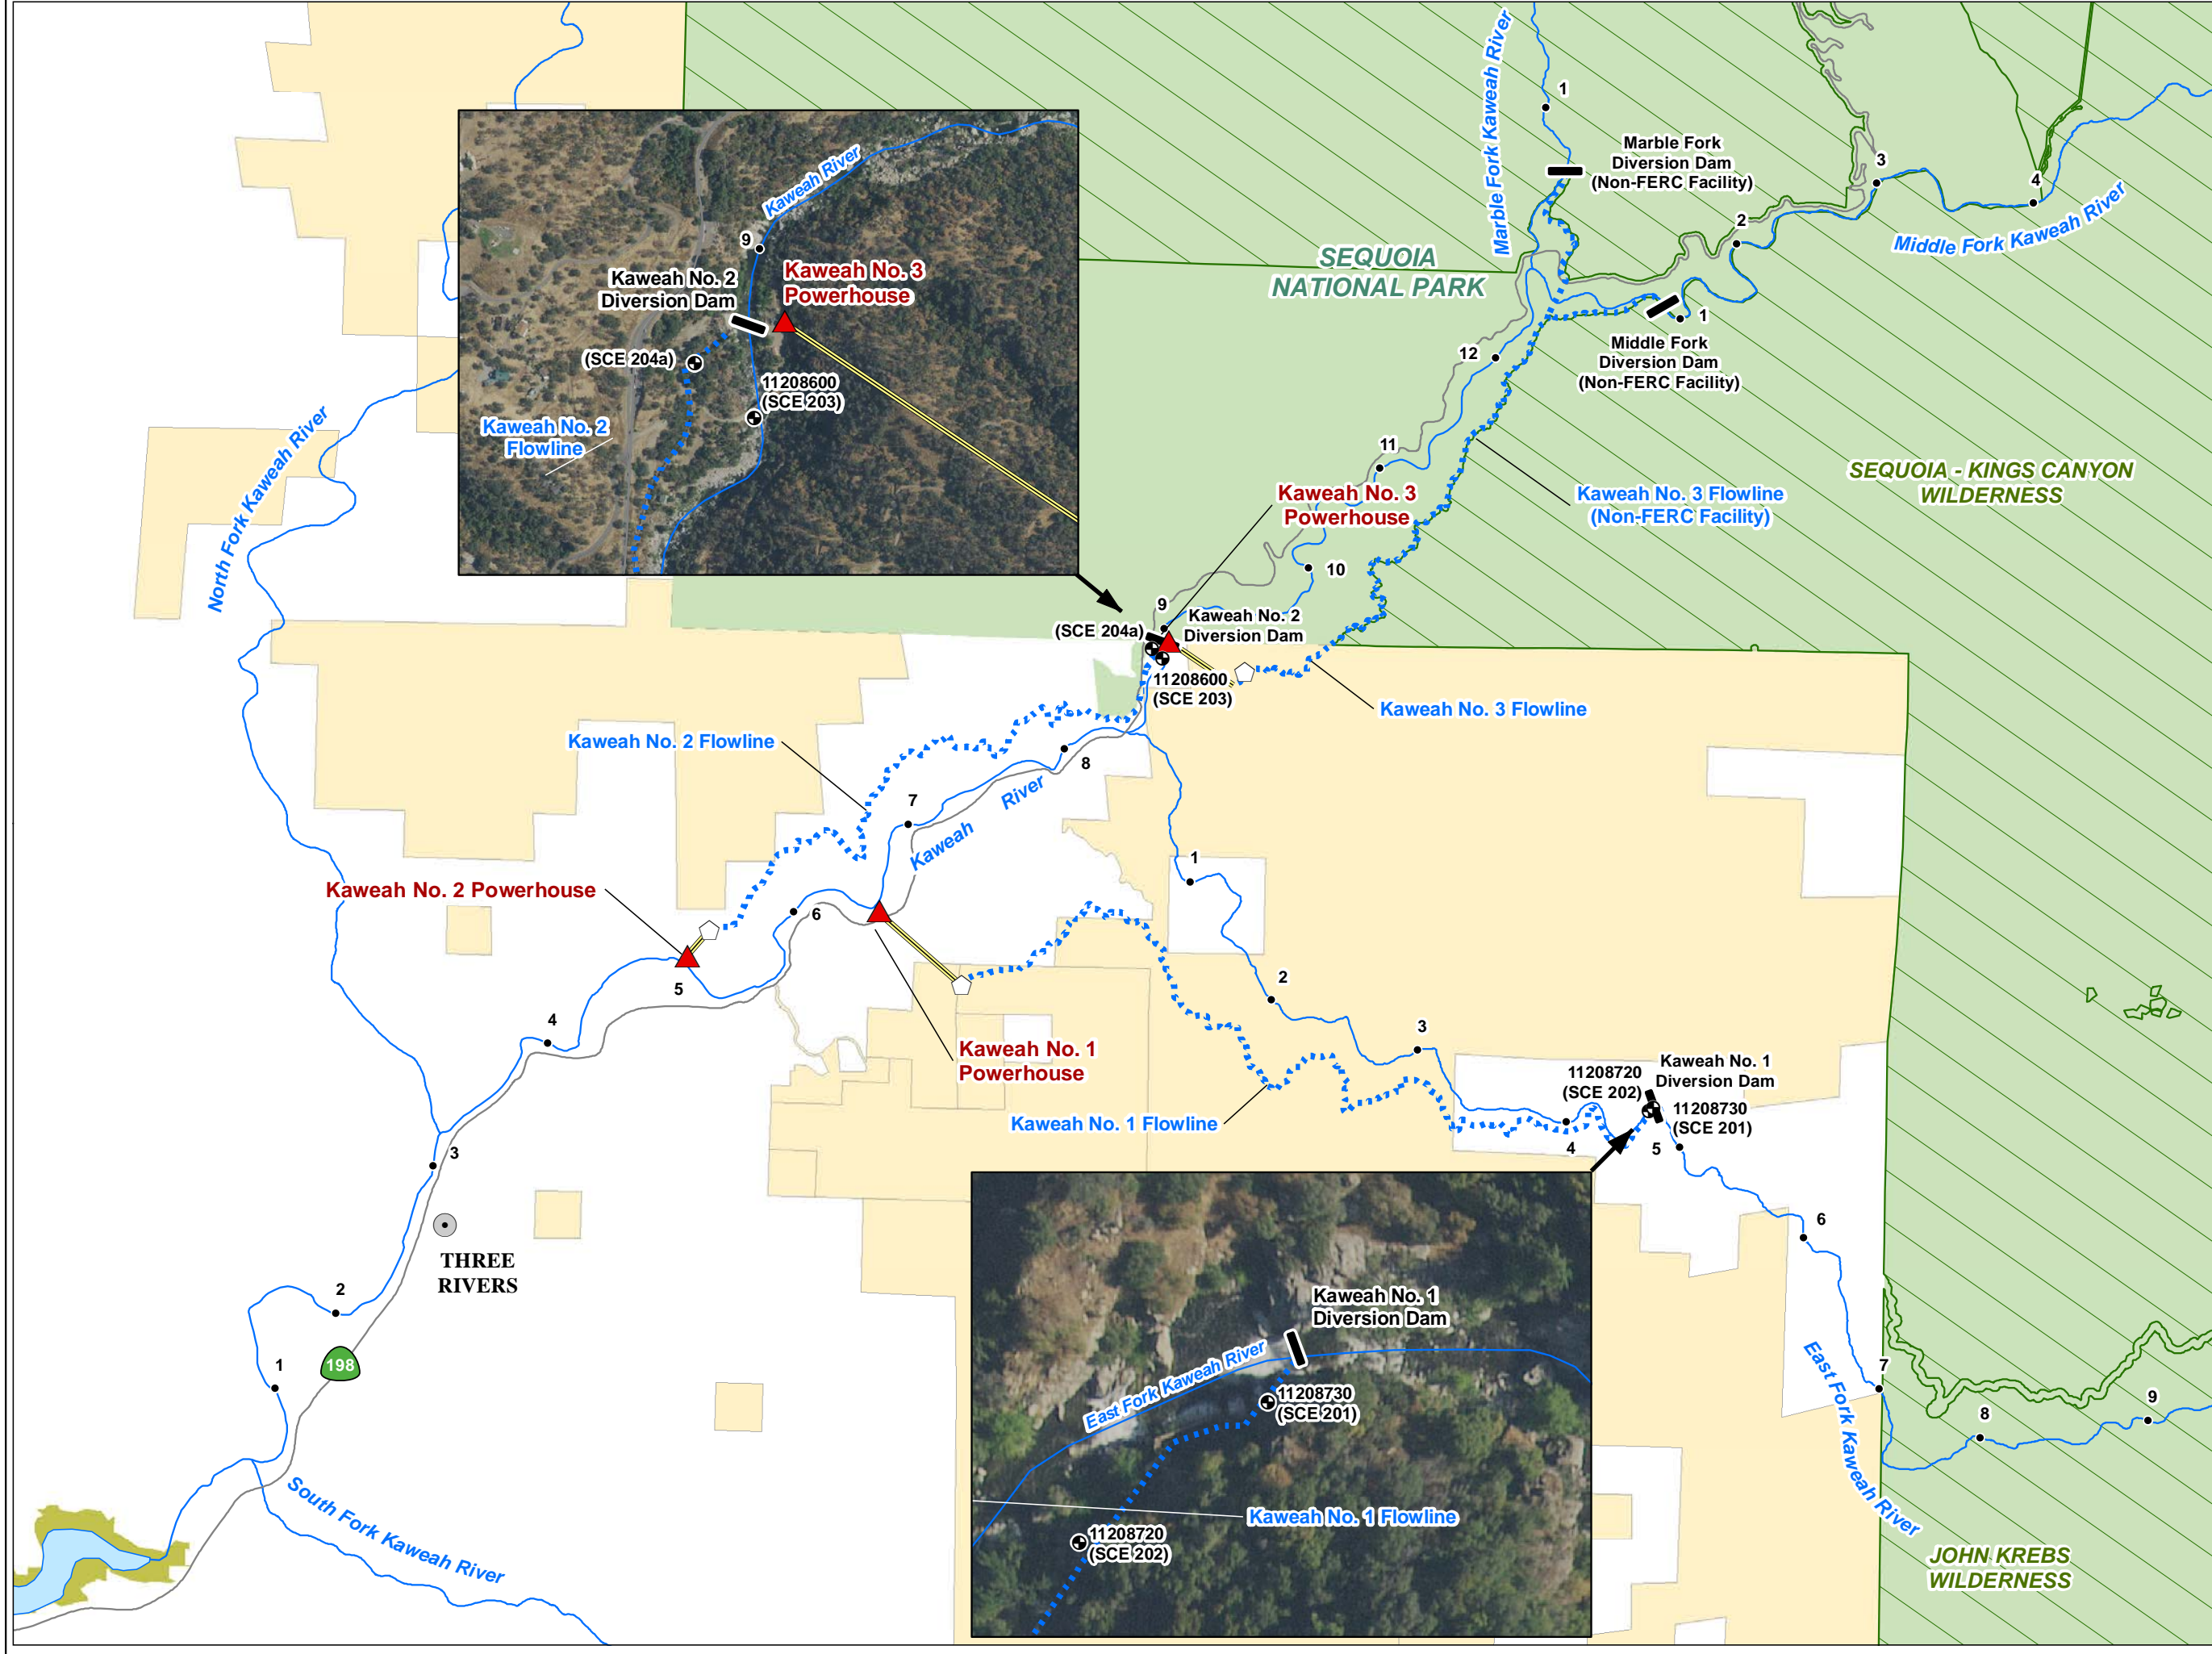 Marble Fork Kaweah River
1
Marble Fork
Diversion Dam
(Non-FERC Facility)
3
4
2
Middle Fork Kaweah River
SEQUOIA
NATIONAL PARK
1
Middle Fork
Diversion Dam
(Non-FERC Facility)
12
11
SEQUOIA - KINGS CANYON
WILDERNESS
Kaweah No. 3 Flowline
(Non-FERC Facility)
Kaweah No. 3
Powerhouse
10
Kaweah River
9
Kaweah No. 2
Diversion Dam
Kaweah No. 3
Powerhouse
(SCE 204a)
11208600
(SCE 203)
Kaweah No. 2
Flowline
North Fork Kaweah River
9
Kaweah No. 2
Diversion Dam
(SCE 204a)
11208600
(SCE 203)
Kaweah No. 3 Flowline
Kaweah No. 2 Flowline
8
7
Kaweah River
1
Kaweah No. 2 Powerhouse
6
5
2
4
3
Kaweah No. 1
Powerhouse
Kaweah No. 1 Flowline
11208720
(SCE 202)
Kaweah No. 1
Diversion Dam
11208730
(SCE 201)
4
5
3
THREE
RIVERS
6
2
1
198
7
8
9
East Fork Kaweah River
Kaweah No. 1
Diversion Dam
East Fork Kaweah River
11208730
(SCE 201)
Kaweah No. 1 Flowline
11208720
(SCE 202)
South Fork Kaweah River
JOHN KREBS
WILDERNESS